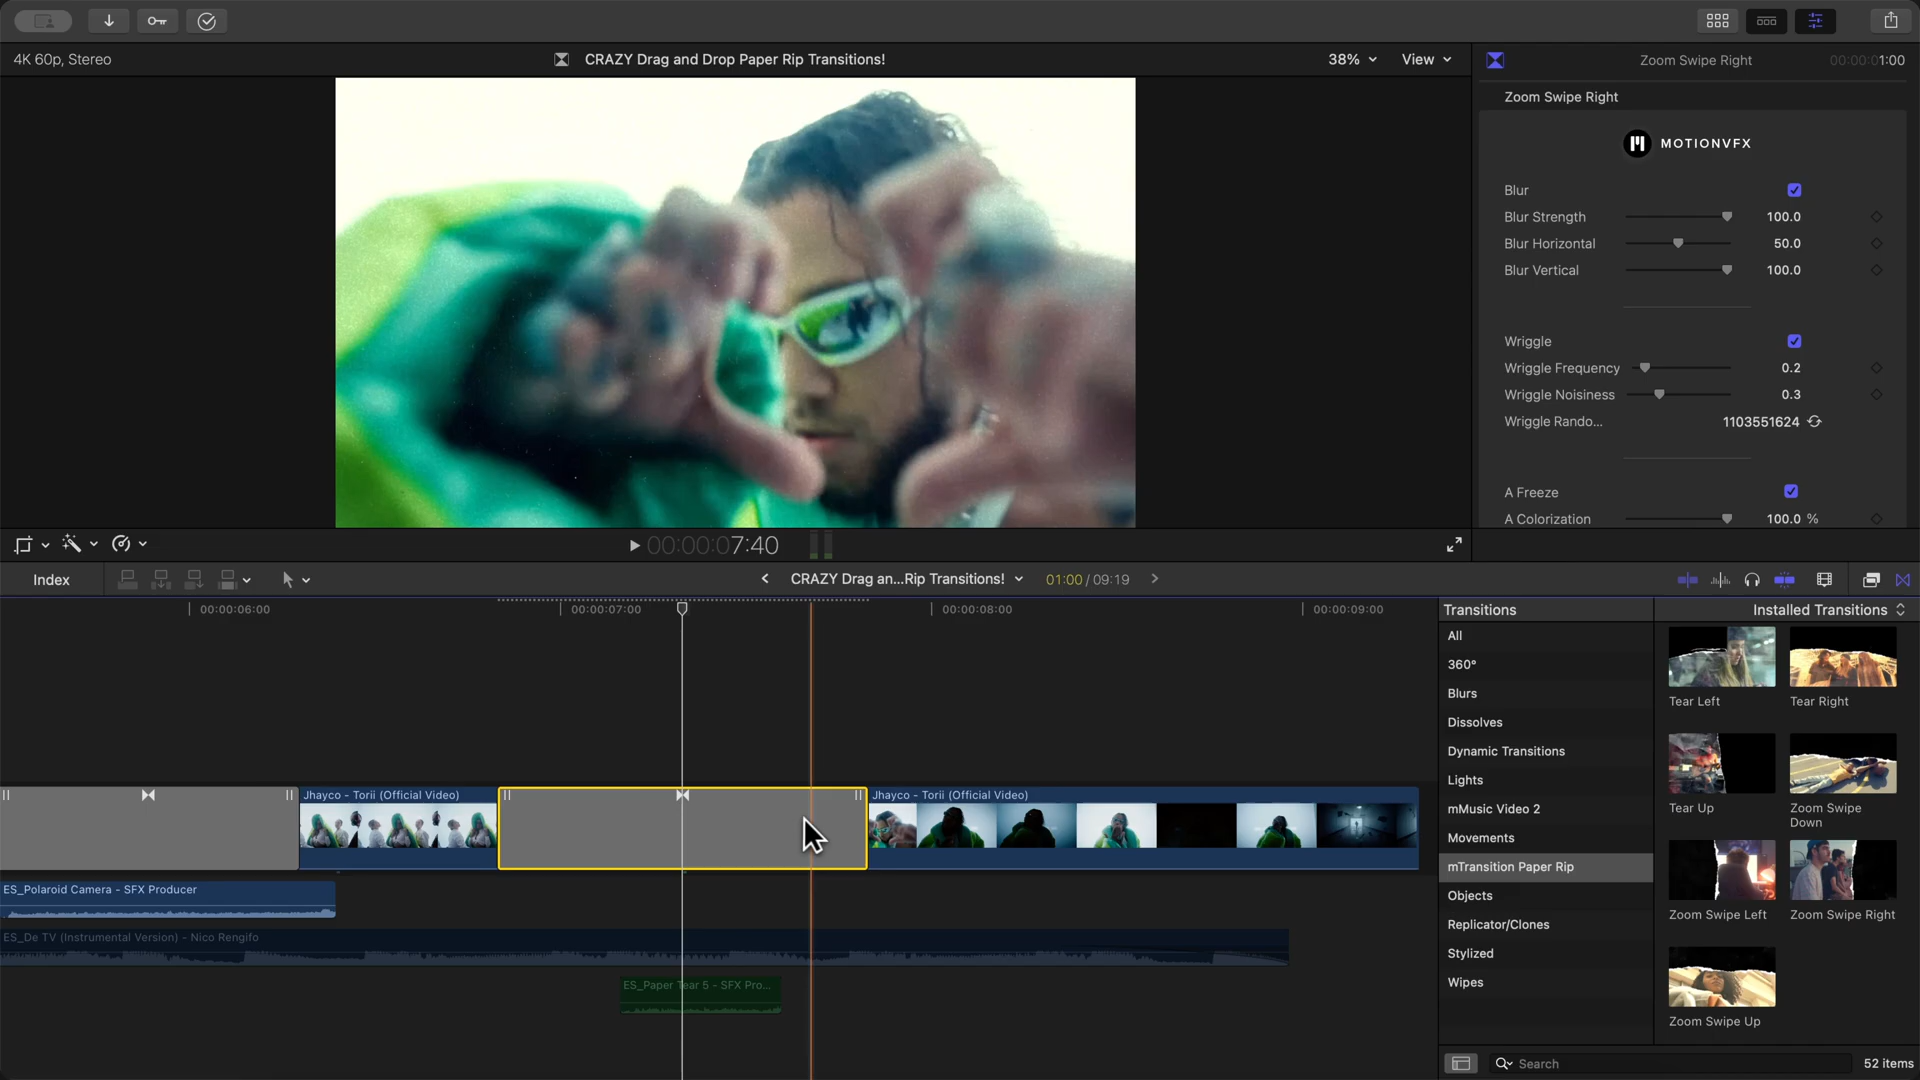 4K 60p, Stereo
CRAZY Drag and Drop Paper Rip Transitions!
38%
View
Zoom Swipe Right
00:00:01:00
Zoom Swipe Right
MOTIONVFX
Blur
Blur Strength 100.0
Blur Horizontal 50.0
Blur Vertical 100.0
Wriggle
Wriggle Frequency 0.2
Wriggle Noisiness 0.3
Wriggle Rando... 1103551624
A Freeze
A Colorization 100.0 %
00:00:07:40
Index
CRAZY Drag an...Rip Transitions!
01:00 / 09:19
00:00:06:00
00:00:07:00
00:00:08:00
00:00:09:00
Jhayco - Torii (Official Video)
Jhayco - Torii (Official Video)
ES_Polaroid Camera - SFX Producer
ES_De TV (Instrumental Version) - Nico Rengifo
ES_Paper Tear 5 - SFX Pro...
Transitions
Installed Transitions
All
360°
Blurs
Dissolves
Dynamic Transitions
Lights
mMusic Video 2
Movements
mTransition Paper Rip
Objects
Replicator/Clones
Stylized
Wipes
Tear Left
Tear Right
Tear Up
Zoom Swipe
Down
Zoom Swipe Left
Zoom Swipe Right
Zoom Swipe Up
Search
52 items